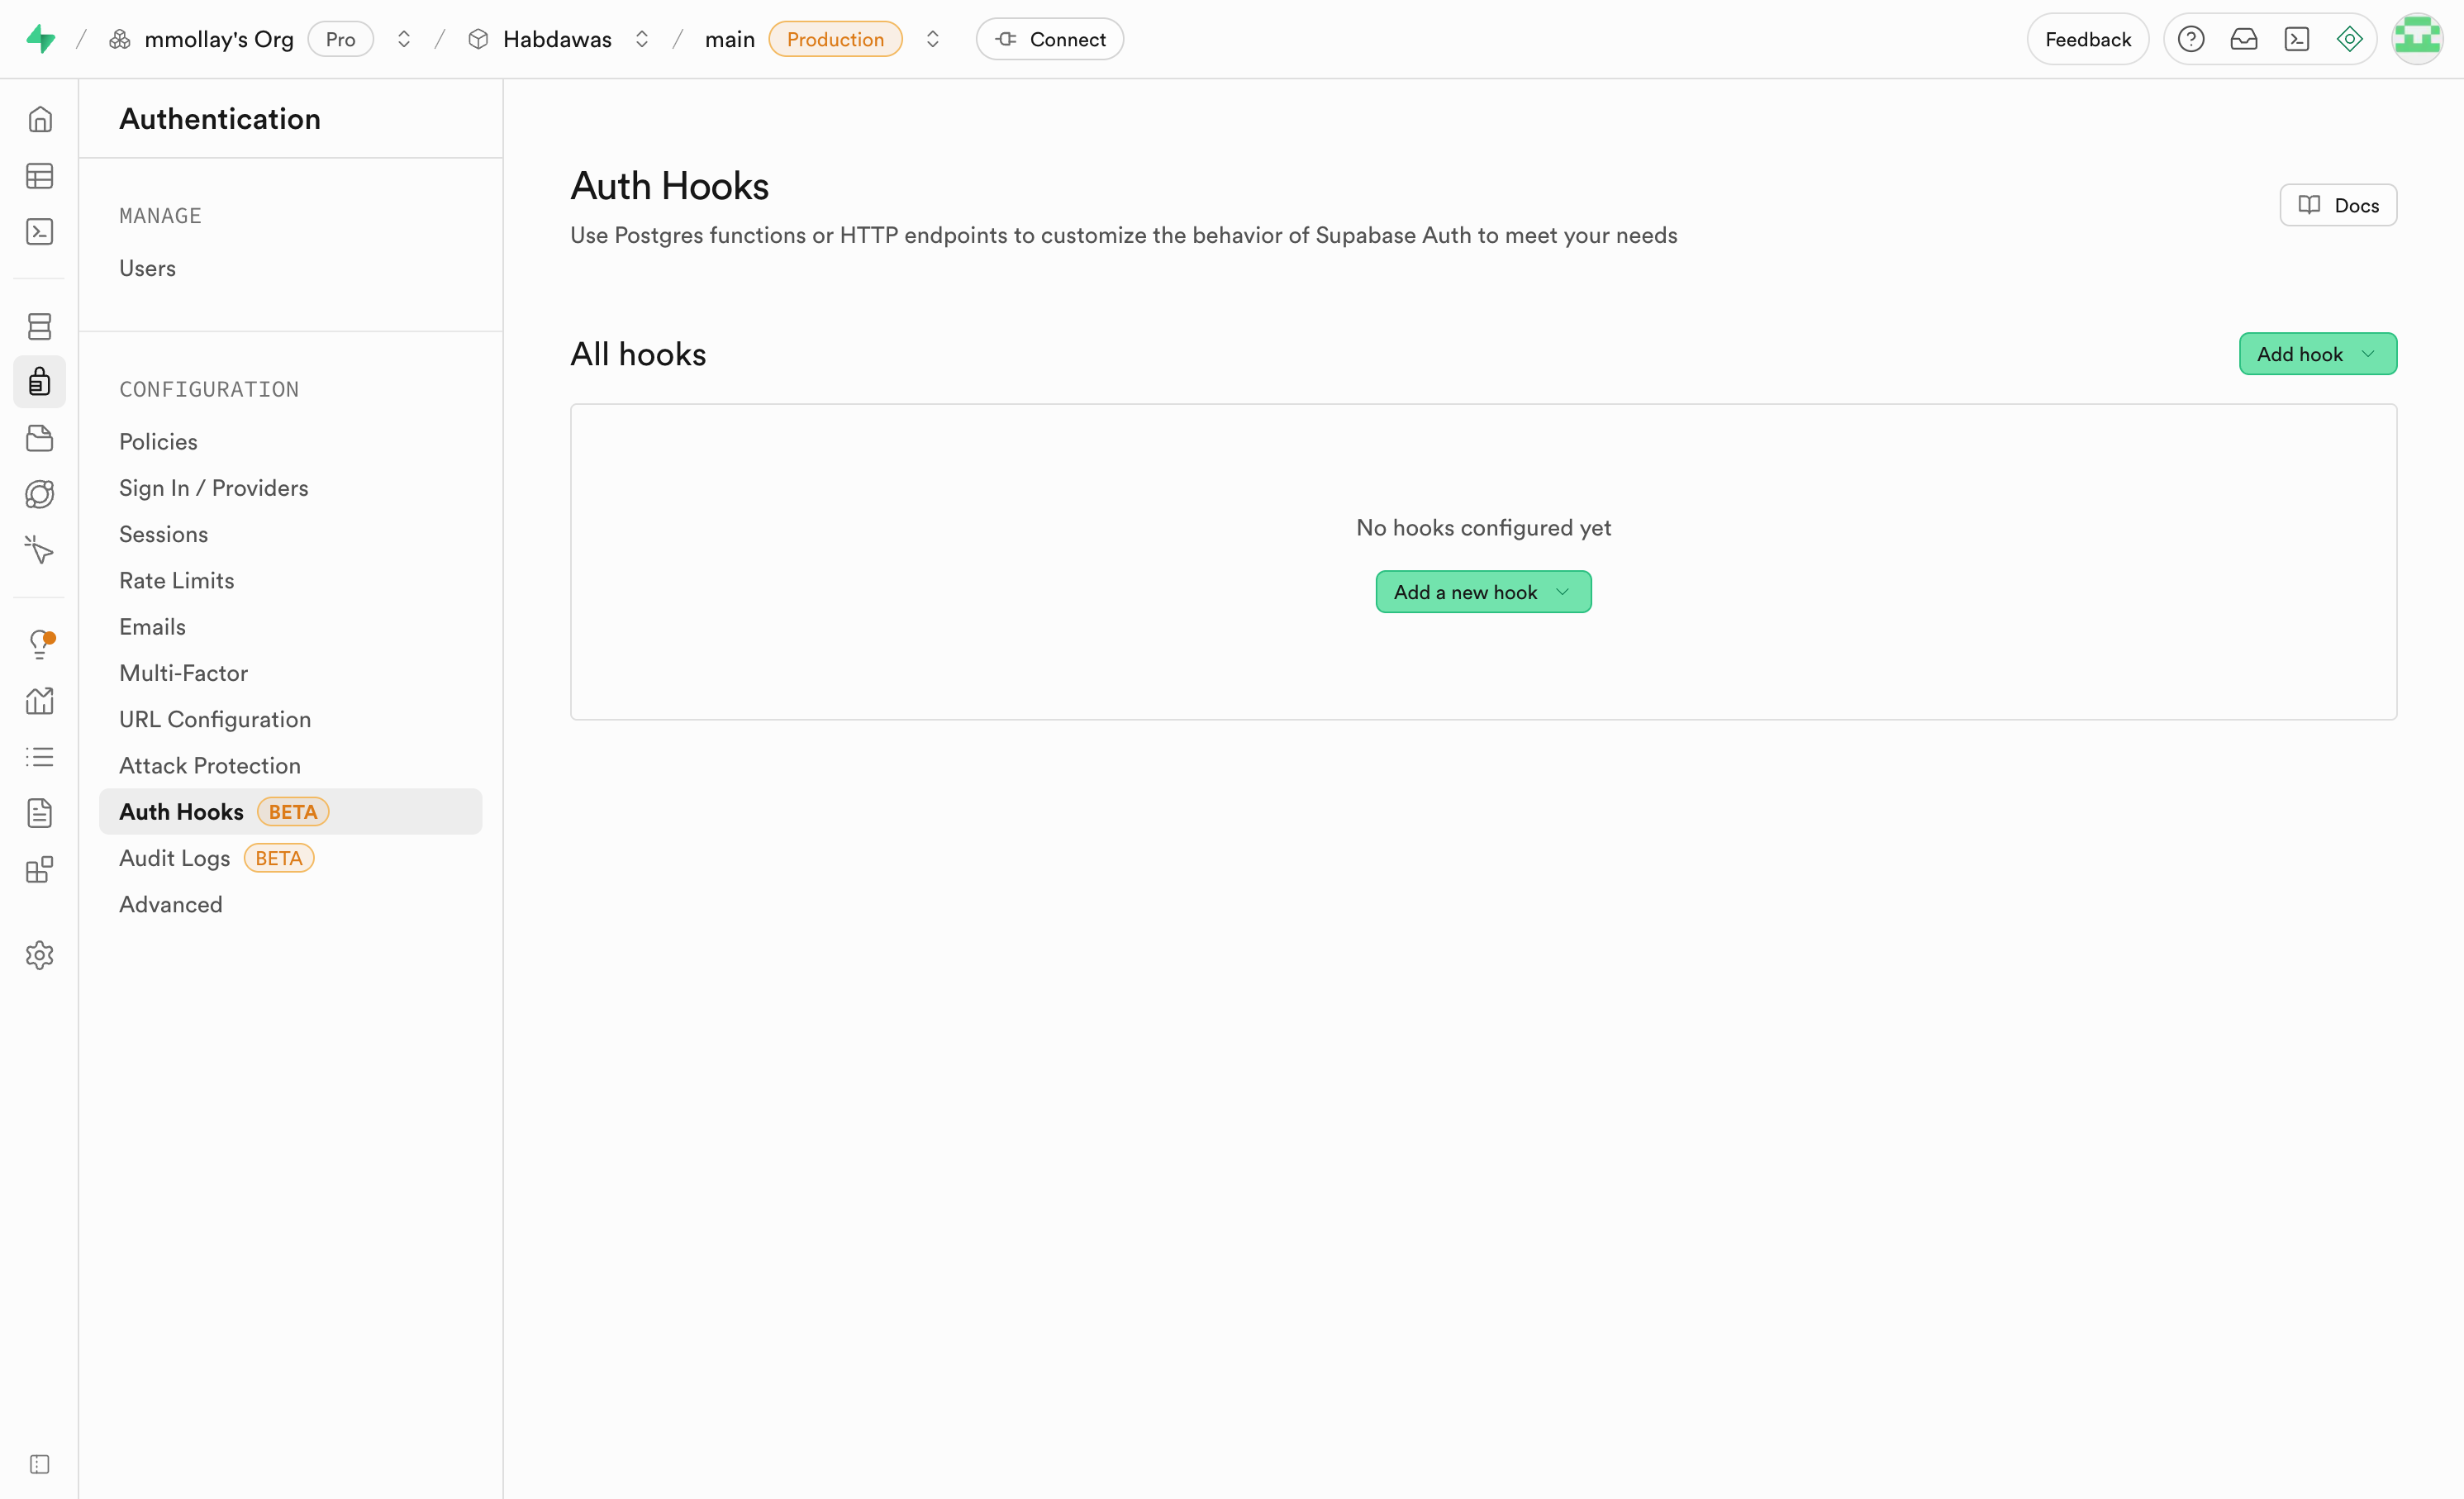 mmollay's Org Pro Habdawas main Production Connect Feedback
Authentication
MANAGE
Users
CONFIGURATION
Policies
Sign In / Providers
Sessions
Rate Limits
Emails
Multi-Factor
URL Configuration
Attack Protection
Auth Hooks BETA
Audit Logs BETA
Advanced
Auth Hooks
Use Postgres functions or HTTP endpoints to customize the behavior of Supabase Auth to meet your needs
Docs
All hooks
Add hook
No hooks configured yet
Add a new hook